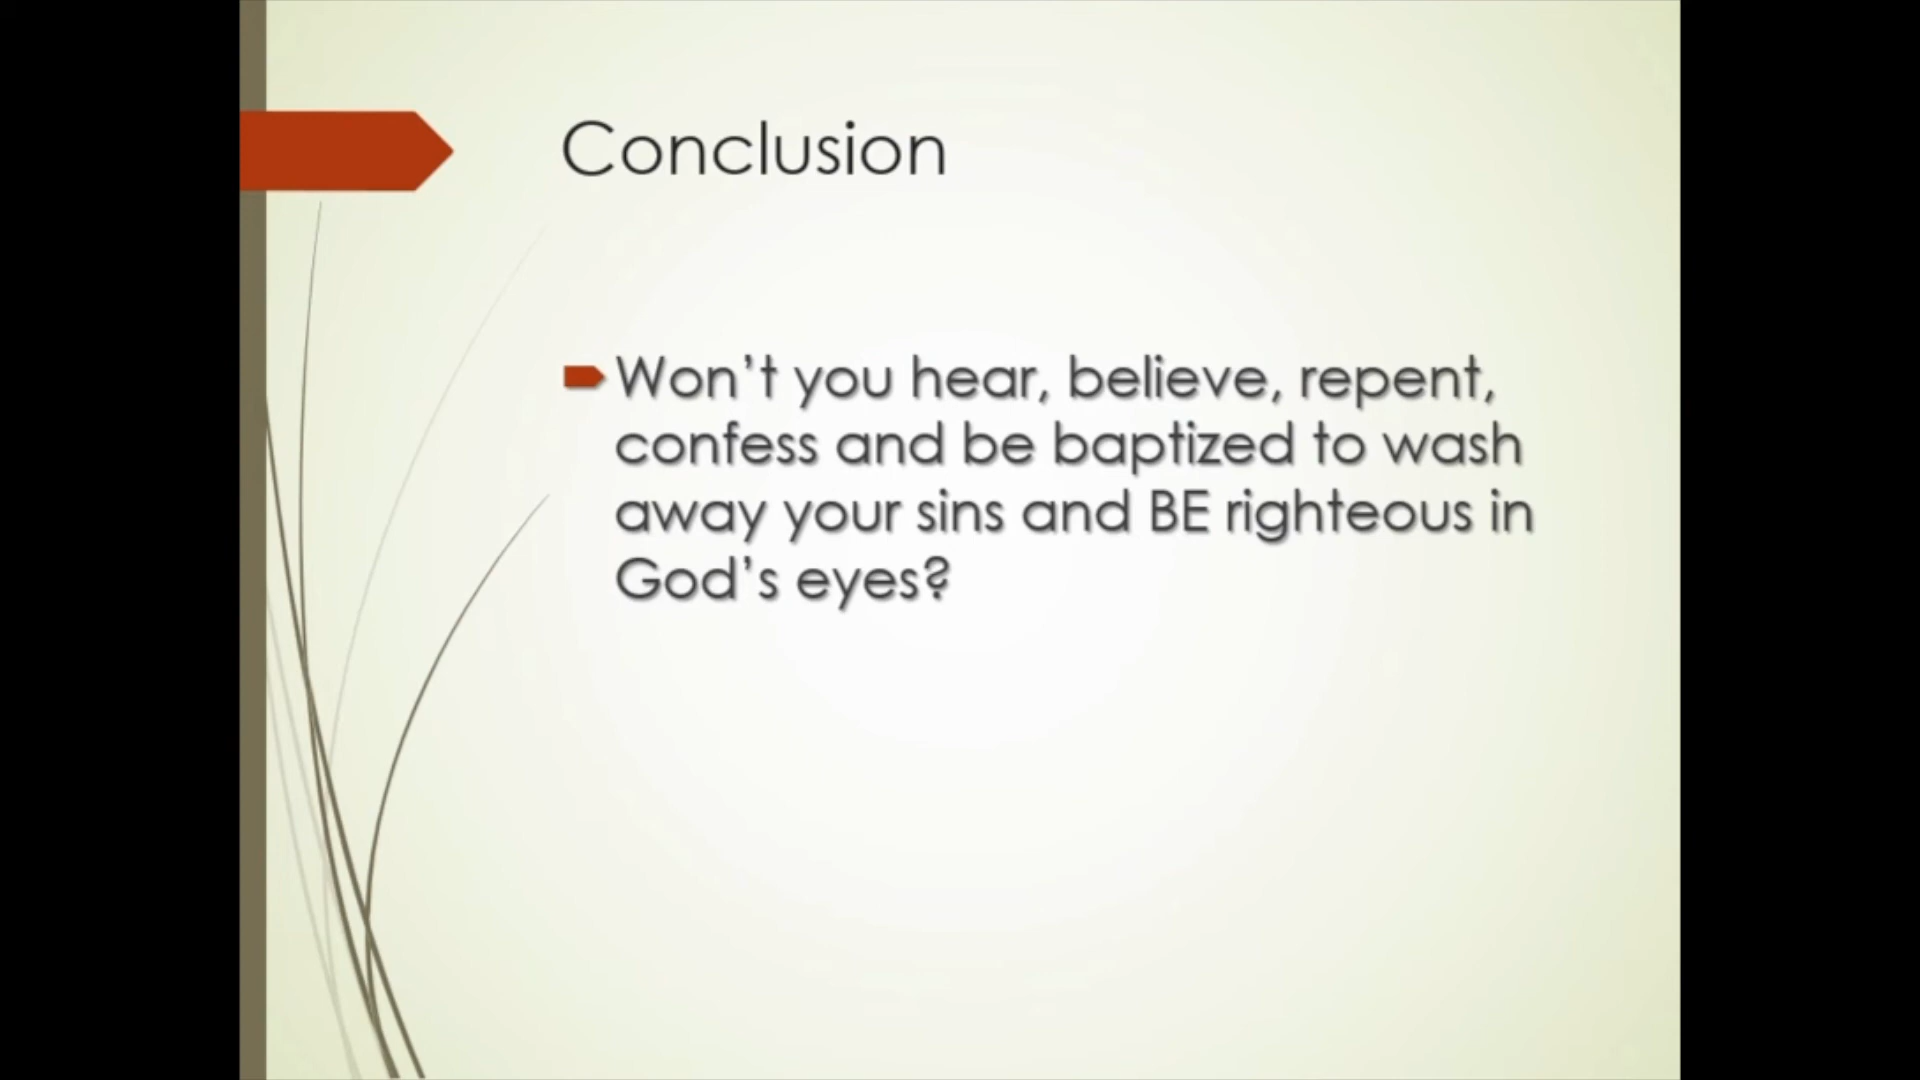 Conclusion
Won’t you hear, believe, repent,
confess and be baptized to wash
away your sins and BE righteous in
God’s eyes?